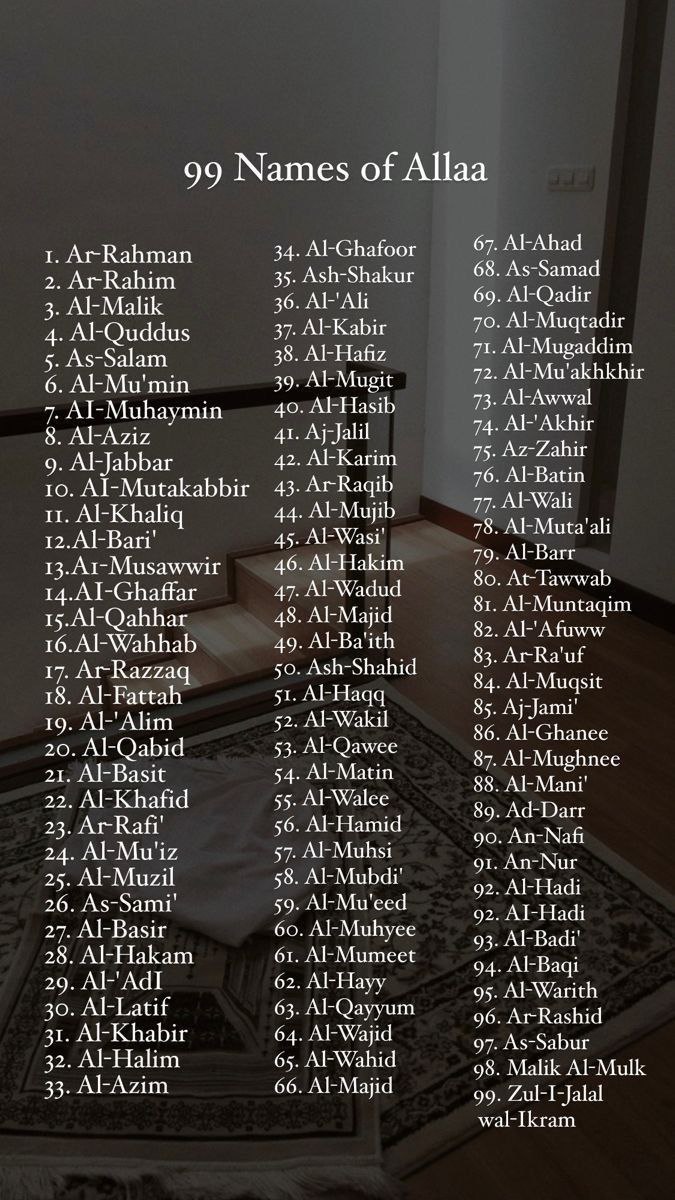 99 Names of Allaa
1. Ar-Rahman
2. Ar-Rahim
3. Al-Malik
4. Al-Quddus
5. As-Salam
6. Al-Mu'min
7. AI-Muhaymin
8. Al-Aziz
9. Al-Jabbar
10. AI-Mutakabbir
11. Al-Khaliq
12.Al-Bari'
13.A1-Musawwir
14.AI-Ghaffar
15.Al-Qahhar
16.Al-Wahhab
17. Ar-Razzaq
18. Al-Fattah
19. Al-'Alim
20. Al-Qabid
21. Al-Basit
22. Al-Khafid
23. Ar-Rafi'
24. Al-Mu'iz
25. Al-Muzil
26. As-Sami'
27. Al-Basir
28. Al-Hakam
29. Al-'AdI
30. Al-Latif
31. Al-Khabir
32. Al-Halim
33. Al-Azim
34. Al-Ghafoor
35. Ash-Shakur
36. Al-'Ali
37. Al-Kabir
38. Al-Hafiz
39. Al-Mugit
40. Al-Hasib
41. Aj-Jalil
42. Al-Karim
43. Ar-Raqib
44. Al-Mujib
45. Al-Wasi'
46. Al-Hakim
47. Al-Wadud
48. Al-Majid
49. Al-Ba'ith
50. Ash-Shahid
51. Al-Haqq
52. Al-Wakil
53. Al-Qawee
54. Al-Matin
55. Al-Walee
56. Al-Hamid
57. Al-Muhsi
58. Al-Mubdi'
59. Al-Mu'eed
60. Al-Muhyee
61. Al-Mumeet
62. Al-Hayy
63. Al-Qayyum
64. Al-Wajid
65. Al-Wahid
66. Al-Majid
67. Al-Ahad
68. As-Samad
69. Al-Qadir
70. Al-Muqtadir
71. Al-Mugaddim
72. Al-Mu'akhkhir
73. Al-Awwal
74. Al-'Akhir
75. Az-Zahir
76. Al-Batin
77. Al-Wali
78. Al-Muta'ali
79. Al-Barr
80. At-Tawwab
81. Al-Muntaqim
82. Al-'Afuww
83. Ar-Ra'uf
84. Al-Muqsit
85. Aj-Jami'
86. Al-Ghanee
87. Al-Mughnee
88. Al-Mani'
89. Ad-Darr
90. An-Nafi
91. An-Nur
92. Al-Hadi
92. AI-Hadi
93. Al-Badi'
94. Al-Baqi
95. Al-Warith
96. Ar-Rashid
97. As-Sabur
98. Malik Al-Mulk
99. Zul-I-Jalal
wal-Ikram